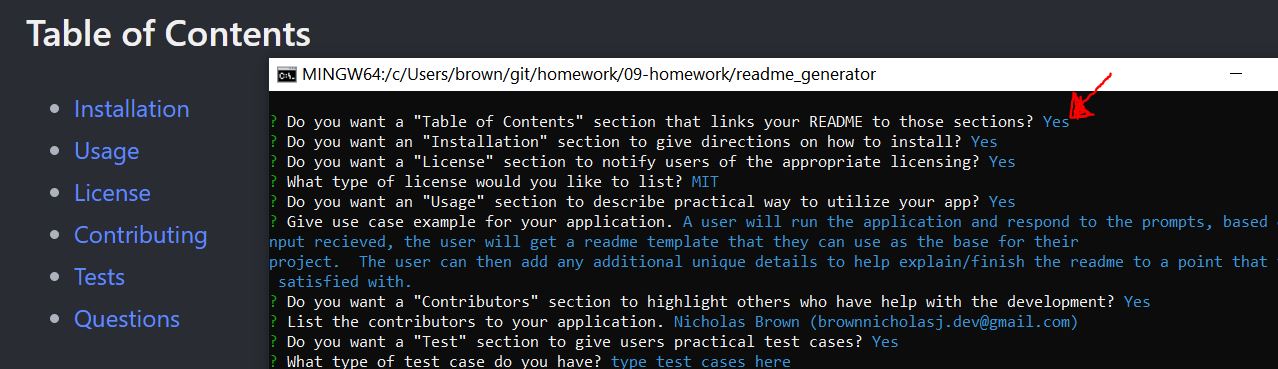 Table of Contents
Installation
Usage
License
Contributing
Tests
Questions
MINGW64:/c/Users/brown/git/homework/09-homework/readme_generator
? Do you want a "Table of Contents" section that links your README to those sections? Yes
? Do you want an "Installation" section to give directions on how to install? Yes
? Do you want a "License" section to notify users of the appropriate licensing? Yes
? What type of license would you like to list? MIT
? Do you want an "Usage" section to describe practical way to utilize your app? Yes
? Give use case example for your application. A user will run the application and respond to the prompts, based
nput recieved, the user will get a readme template that they can use as the base for their
project.  The user can then add any additional unique details to help explain/finish the readme to a point that
satisfied with.
? Do you want a "Contributors" section to highlight others who have help with the development? Yes
? List the contributors to your application. Nicholas Brown (brownnicholasj.dev@gmail.com)
? Do you want a "Test" section to give users practical test cases? Yes
? What type of test case do you have? type test cases here